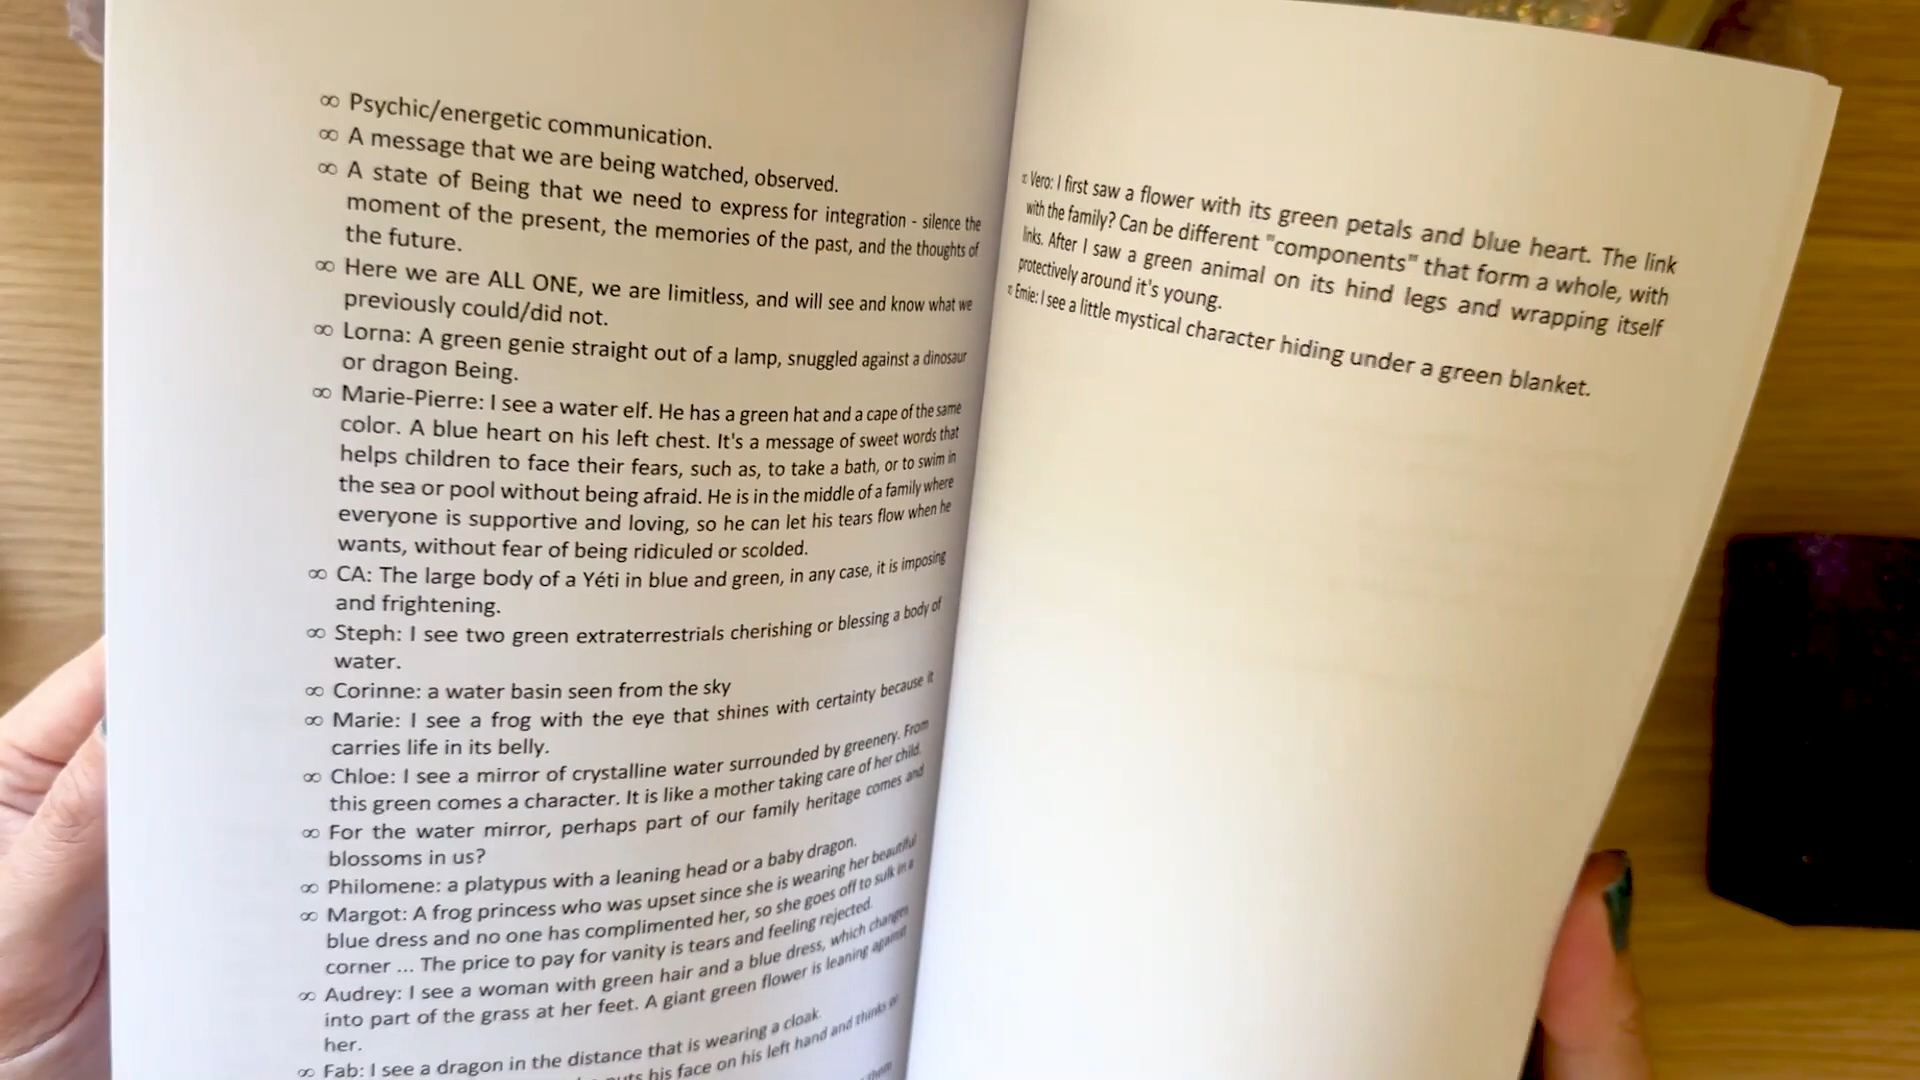 ∞ Psychic/energetic communication.
∞ A message that we are being watched, observed.
∞ A state of Being that we need to express for integration - silence the
moment of the present, the memories of the past, and the thoughts of
the future.
∞ Here we are ALL ONE, we are limitless, and will see and know what we
previously could/did not.
∞ Lorna: A green genie straight out of a lamp, snuggled against a dinosaur
or dragon Being.
∞ Marie-Pierre: I see a water elf. He has a green hat and a cape of the same
color. A blue heart on his left chest. It's a message of sweet words that
helps children to face their fears, such as, to take a bath, or to swim in
the sea or pool without being afraid. He is in the middle of a family where
everyone is supportive and loving, so he can let his tears flow when he
wants, without fear of being ridiculed or scolded.
∞ CA: The large body of a Yéti in blue and green, in any case, it is imposing
and frightening.
∞ Steph: I see two green extraterrestrials cherishing or blessing a body of
water.
∞ Corinne: a water basin seen from the sky
∞ Marie: I see a frog with the eye that shines with certainty because it
carries life in its belly.
∞ Chloe: I see a mirror of crystalline water surrounded by greenery. From
this green comes a character. It is like a mother taking care of her child.
∞ For the water mirror, perhaps part of our family heritage comes and
blossoms in us?
∞ Philomene: a platypus with a leaning head or a baby dragon.
∞ Margot: A frog princess who was upset since she is wearing her beautiful
blue dress and no one has complimented her, so she goes off to sulk in a
corner ... The price to pay for vanity is tears and feeling rejected.
∞ Audrey: I see a woman with green hair and a blue dress, which changes
into part of the grass at her feet. A giant green flower is leaning against
her.
∞ Fab: I see a dragon in the distance that is wearing a cloak.
his face on his left hand and thinks of
∞ Vero: I first saw a flower with its green petals and blue heart. The link
with the family? Can be different "components" that form a whole, with
links. After I saw a green animal on its hind legs and wrapping itself
protectively around it's young.
∞ Emie: I see a little mystical character hiding under a green blanket.